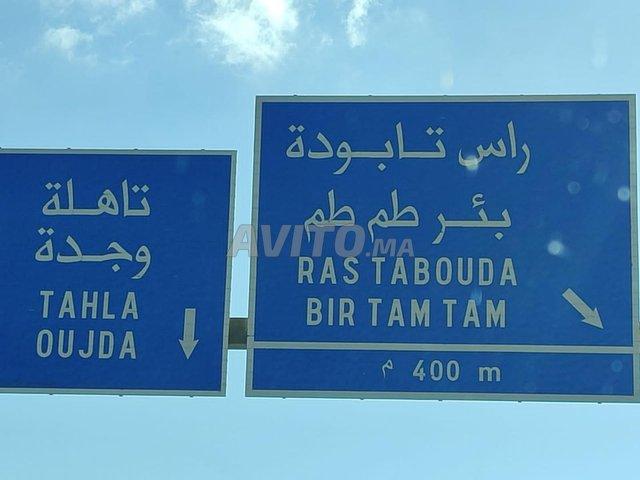 تاهلة
وجدة
TAHLA
OUJDA
راس تابودة
بئر طم طم
RAS TABOUDA
BIR TAM TAM
م 400 m
AVITO.MA